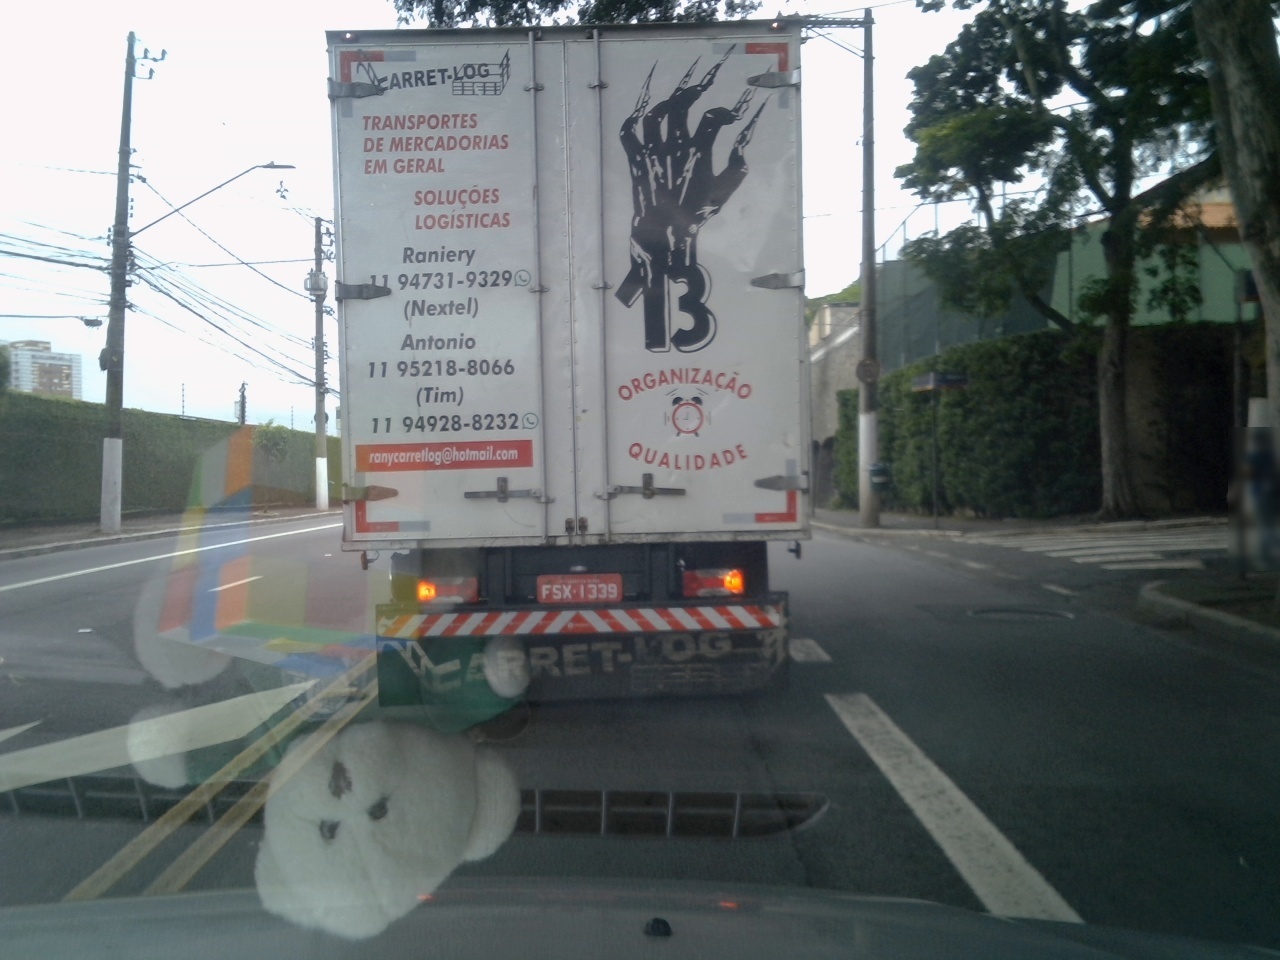 CARRET-LOG
TRANSPORTES
DE MERCADORIAS
EM GERAL
SOLUÇÕES
LOGÍSTICAS
Raniery
11 94731-9329
(Nextel)
Antonio
11 95218-8066
(Tim)
11 94928-8232
ranycarretlog@hotmail.com
13
ORGANIZAÇÃO
QUALIDADE
FSX-1339
CARRET-LOG